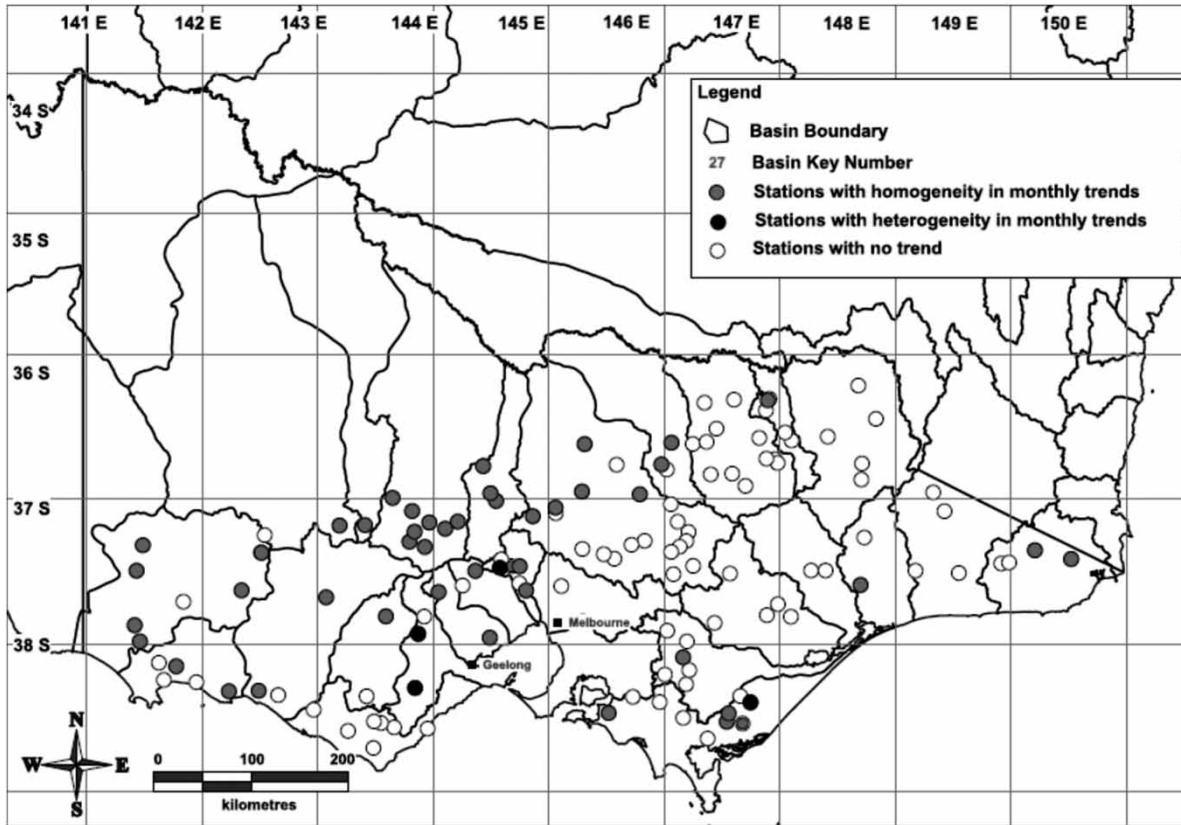 141 E 142 E 143 E 144 E 145 E 146 E 147 E 148 E 149 E 150 E
34 S
35 S
36 S
37 S
38 S
Legend
Basin Boundary
27 Basin Key Number
Stations with homogeneity in monthly trends
Stations with heterogeneity in monthly trends
Stations with no trend
Melbourne
Geelong
N
W E
S
0 100 200
kilometres